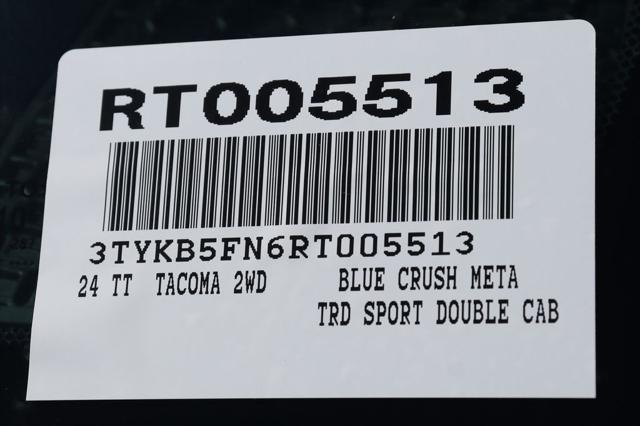 RT005513
3TYKB5FN6RT005513
24 TT TACOMA 2WD BLUE CRUSH META
TRD SPORT DOUBLE CAB